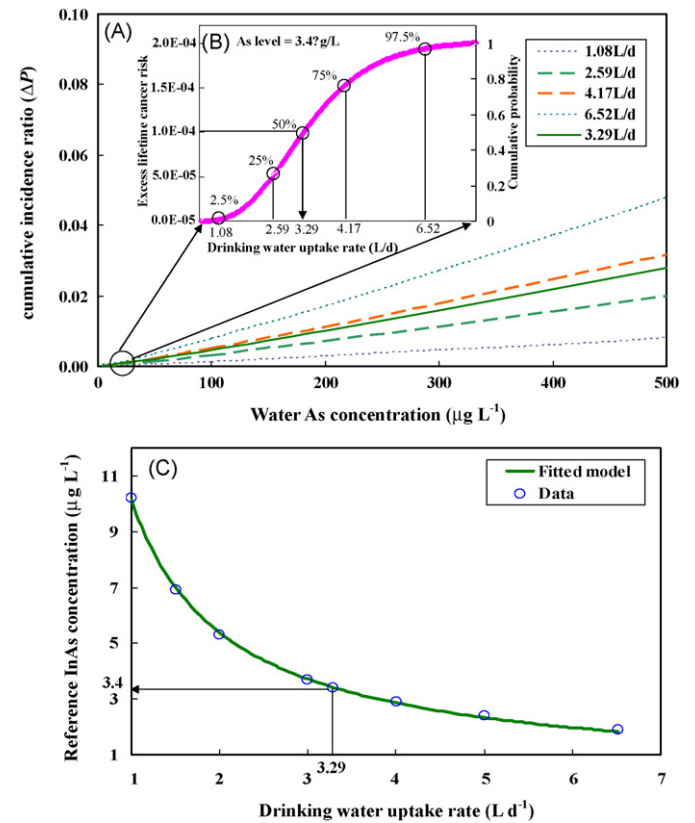 (A)
cumulative incidence ratio (ΔP)
0.10
0.08
0.06
0.04
0.02
0.00
0 100 200 300 400 500
Water As concentration (µg L-1)
1.08L/d
2.59L/d
4.17L/d
6.52L/d
3.29L/d
(B) As level = 3.4?g/L
Excess lifetime cancer risk
2.0E-04
1.5E-04
1.0E-04
5.0E-05
0.0E-05
2.5%
25%
50%
75%
97.5%
1
0.8
0.6
0.4
0.2
0
Cumulative probability
1.08 2.59 3.29 4.17 6.52
Drinking water uptake rate (L/d)
(C)
Reference InAs concentration (µg L-1)
11
9
7
5
3.4
3
1
Fitted model
Data
1 2 3 4 5 6 7
3.29
Drinking water uptake rate (L d-1)